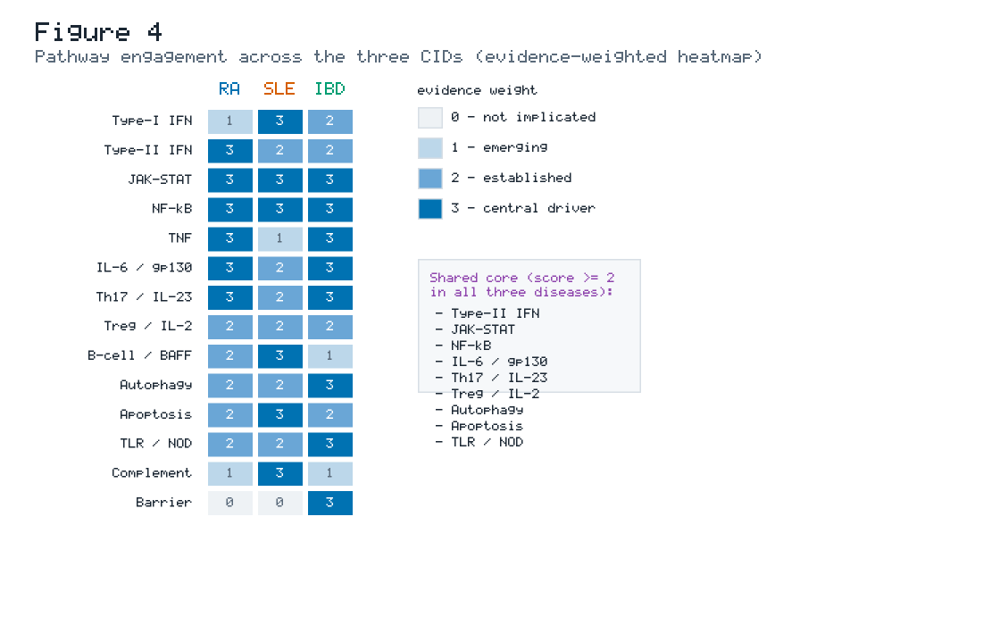 Figure 4
Pathway engagement across the three CIDs (evidence-weighted heatmap)
RA SLE IBD
Type-I IFN 1 3 2
Type-II IFN 3 2 2
JAK-STAT 3 3 3
NF-kB 3 3 3
TNF 3 1 3
IL-6 / gp130 3 2 3
Th17 / IL-23 3 2 3
Treg / IL-2 2 2 2
B-cell / BAFF 2 3 1
Autophagy 2 2 3
Apoptosis 2 3 2
TLR / NOD 2 2 3
Complement 1 3 1
Barrier 0 0 3
evidence weight
0 - not implicated
1 - emerging
2 - established
3 - central driver
Shared core (score >= 2
in all three diseases):
- Type-II IFN
- JAK-STAT
- NF-kB
- IL-6 / gp130
- Th17 / IL-23
- Treg / IL-2
- Autophagy
- Apoptosis
- TLR / NOD